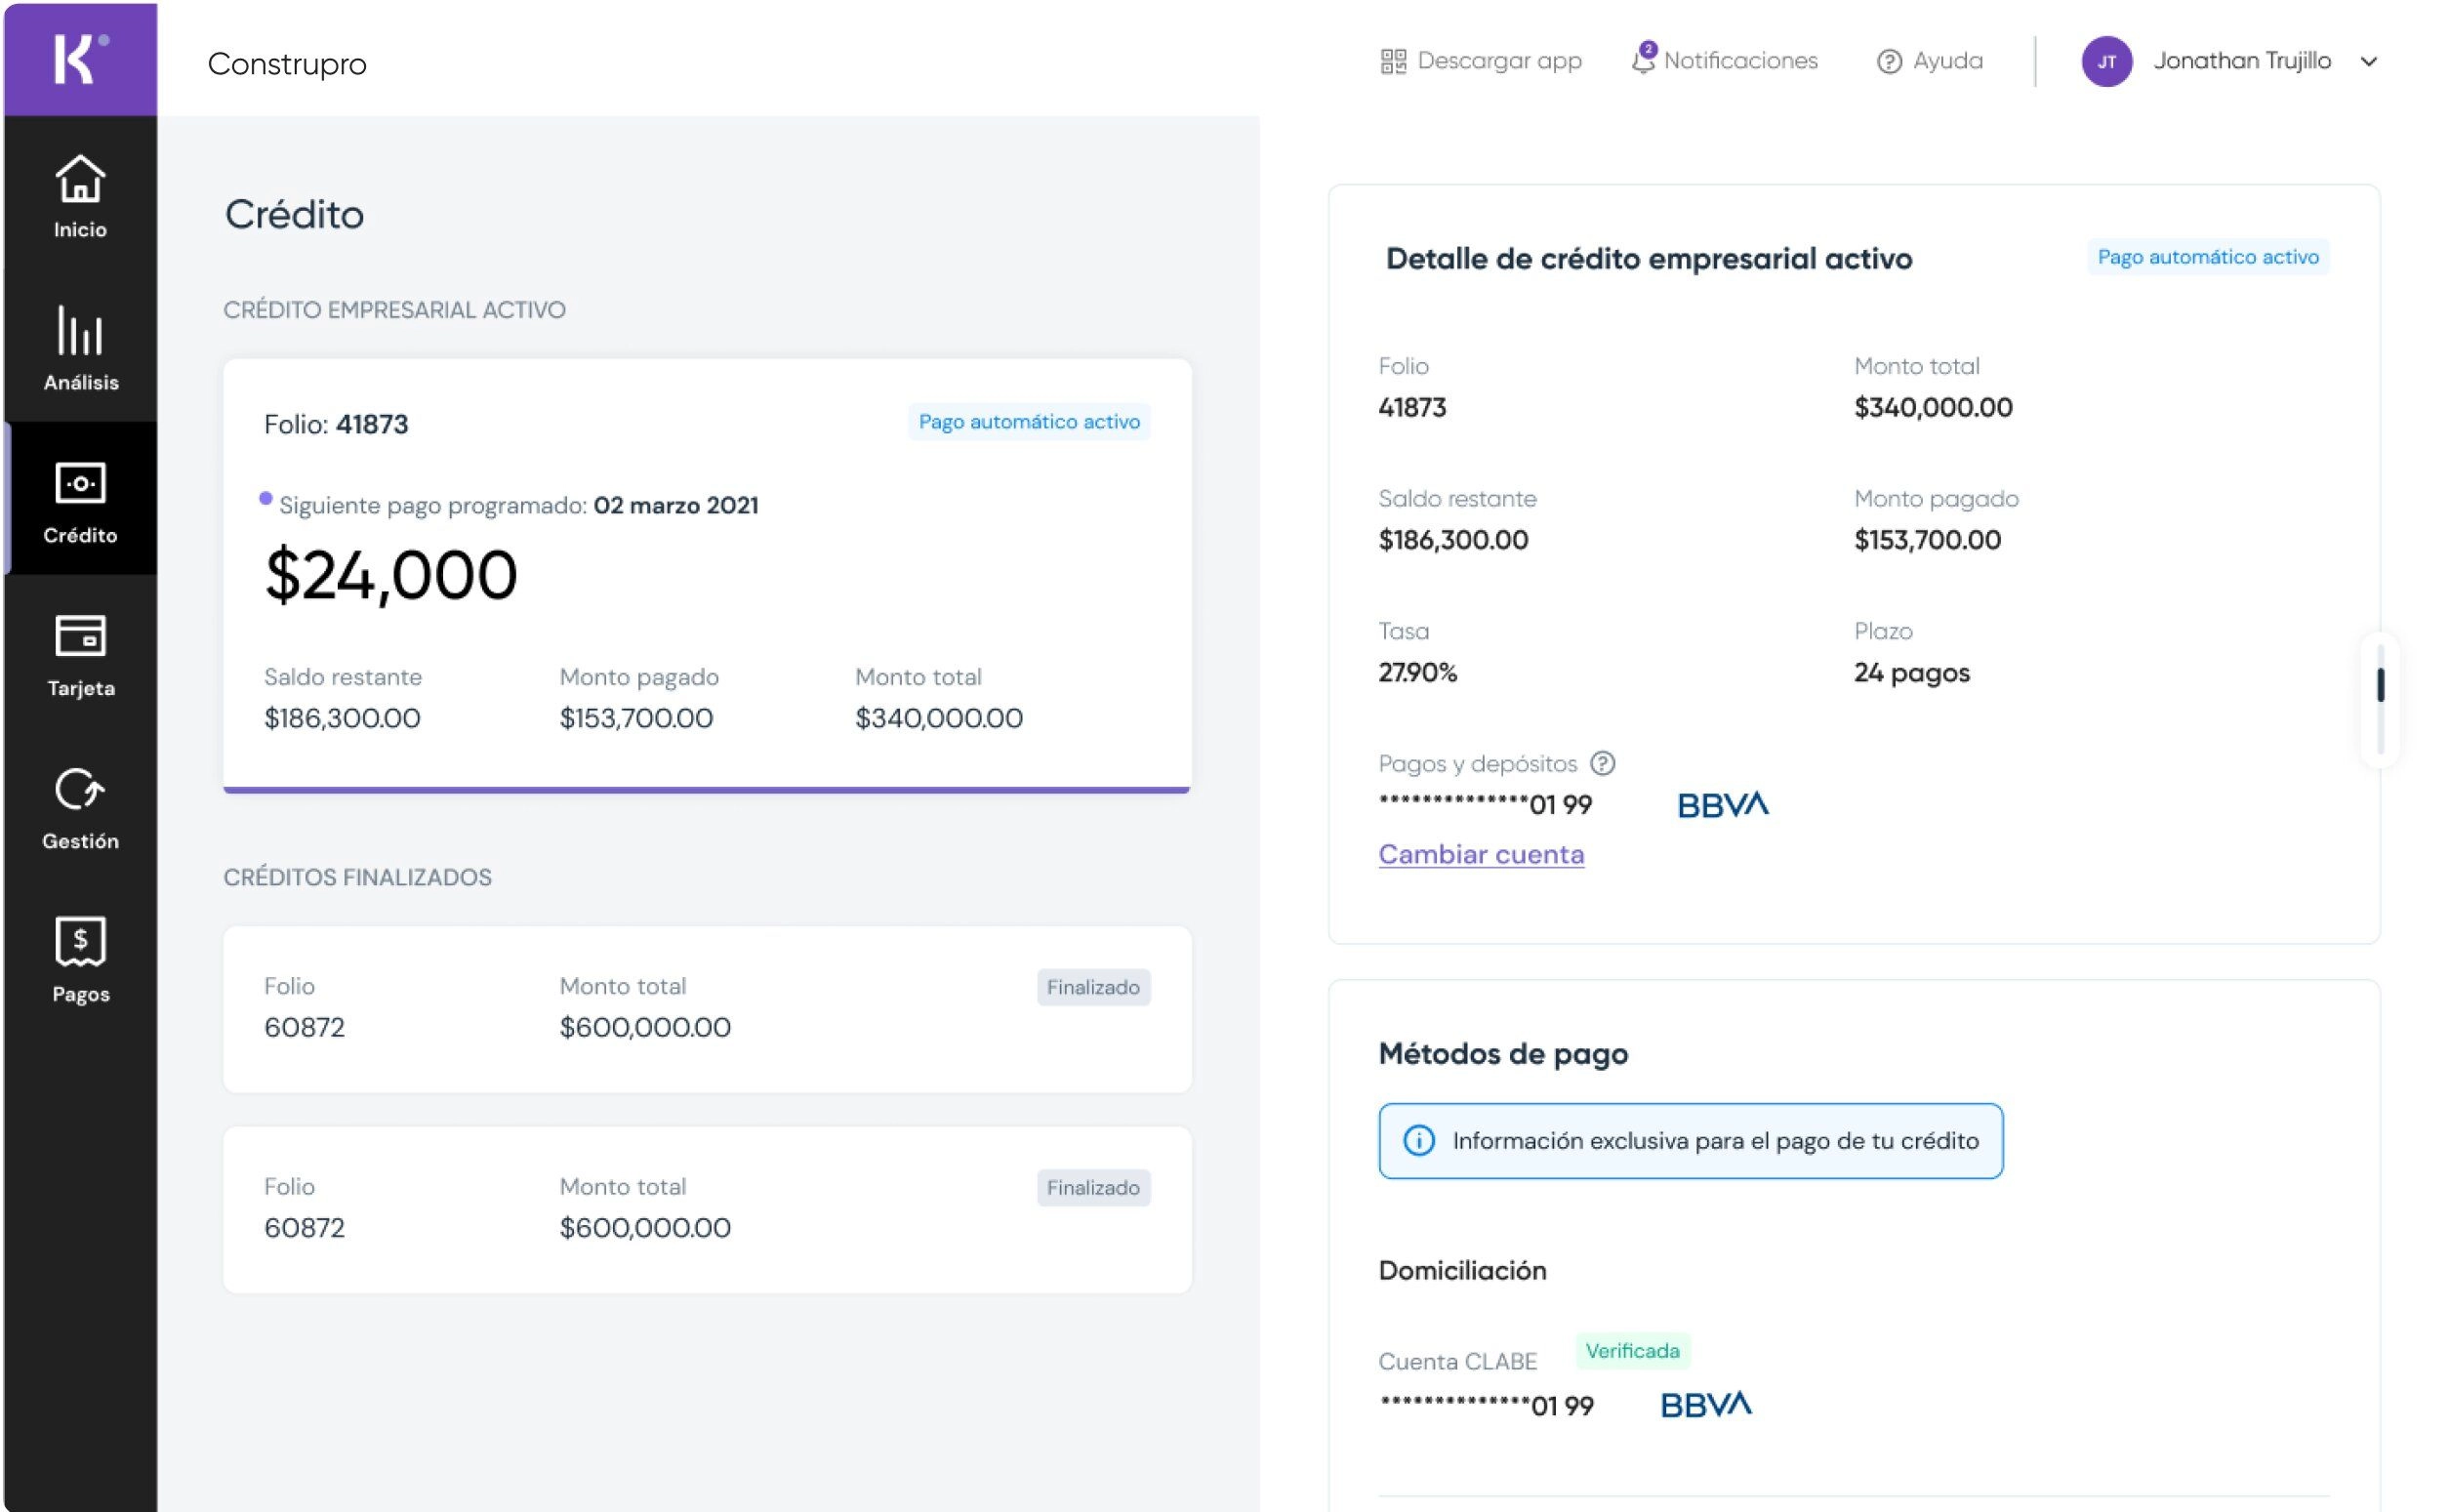 K
Construpro
Descargar app
2
Notificaciones
Ayuda
JT
Jonathan Trujillo
Inicio
Análisis
Crédito
Tarjeta
Gestión
$
Pagos
Crédito
CRÉDITO EMPRESARIAL ACTIVO
Folio: 41873
Pago automático activo
Siguiente pago programado: 02 marzo 2021
$24,000
Saldo restante Monto pagado Monto total
$186,300.00 $153,700.00 $340,000.00
CRÉDITOS FINALIZADOS
Folio Monto total Finalizado
60872 $600,000.00
Folio Monto total Finalizado
60872 $600,000.00
Detalle de crédito empresarial activo
Pago automático activo
Folio Monto total
41873 $340,000.00
Saldo restante Monto pagado
$186,300.00 $153,700.00
Tasa Plazo
27.90% 24 pagos
Pagos y depósitos ?
**************01 99 BBVA
Cambiar cuenta
Métodos de pago
Información exclusiva para el pago de tu crédito
Domiciliación
Cuenta CLABE Verificada
**************01 99 BBVA